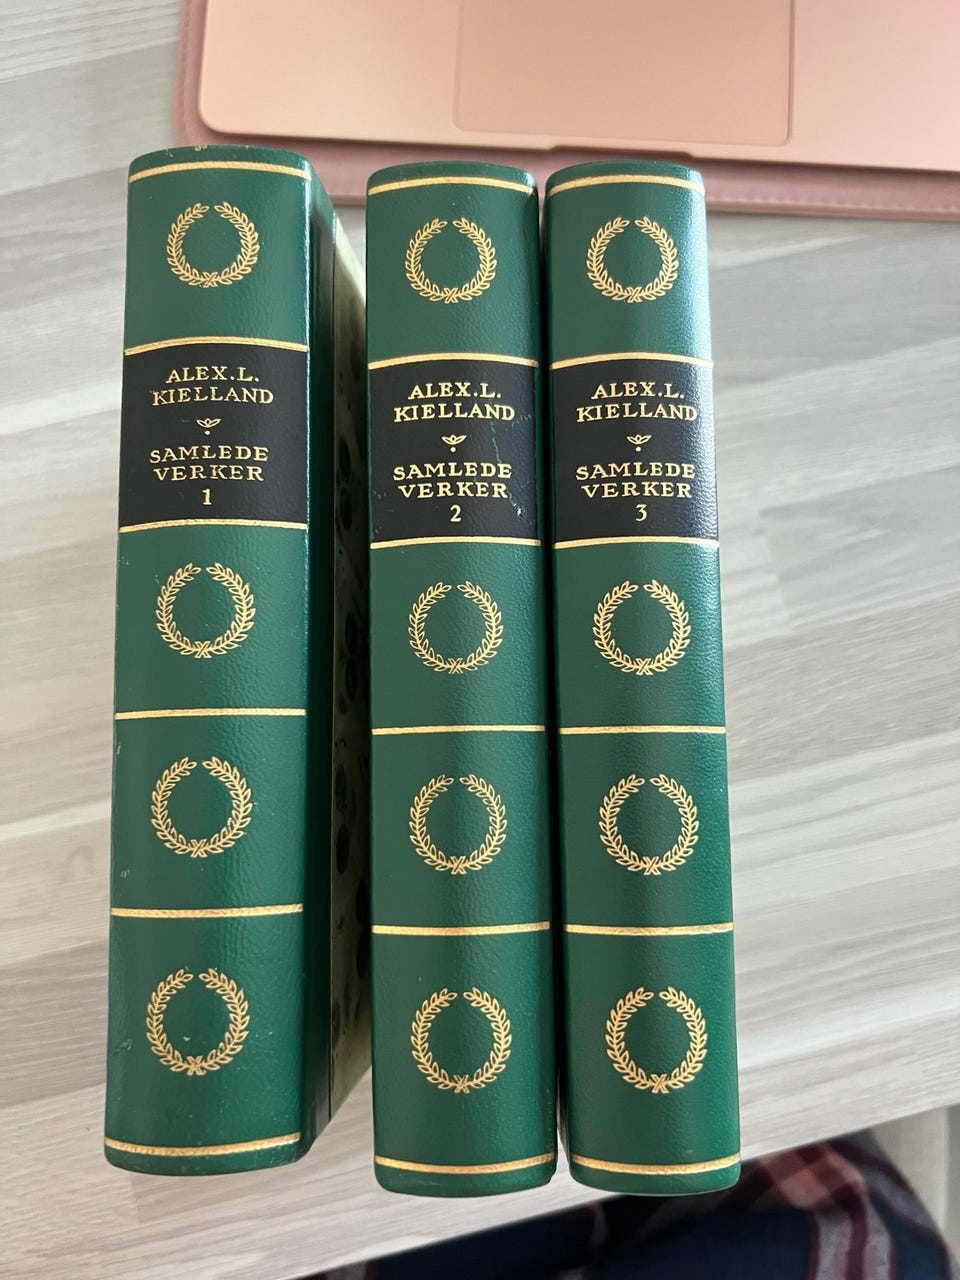 ALEX.L.
KIELLAND
SAMLEDE
VERKER
1
ALEX.L.
KIELLAND
SAMLEDE
VERKER
2
ALEX.L.
KIELLAND
SAMLEDE
VERKER
3